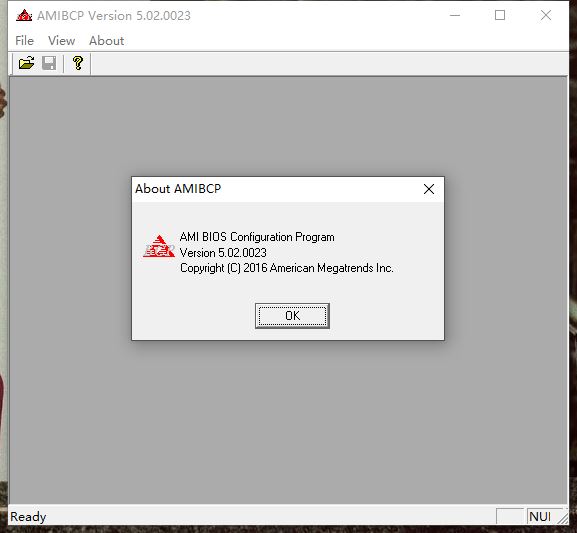 AMIBCP Version 5.02.0023
File View About
About AMIBCP
AMI BIOS Configuration Program
Version 5.02.0023
Copyright (C) 2016 American Megatrends Inc.
OK
Ready